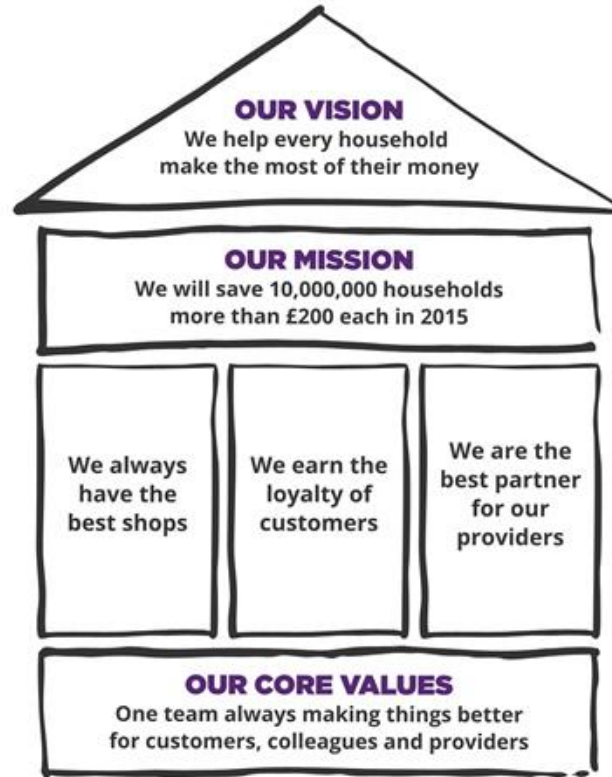 OUR VISION
We help every household
make the most of their money
OUR MISSION
We will save 10,000,000 households
more than £200 each in 2015
We always
have the
best shops
We earn the
loyalty of
customers
We are the
best partner
for our
providers
OUR CORE VALUES
One team always making things better
for customers, colleagues and providers